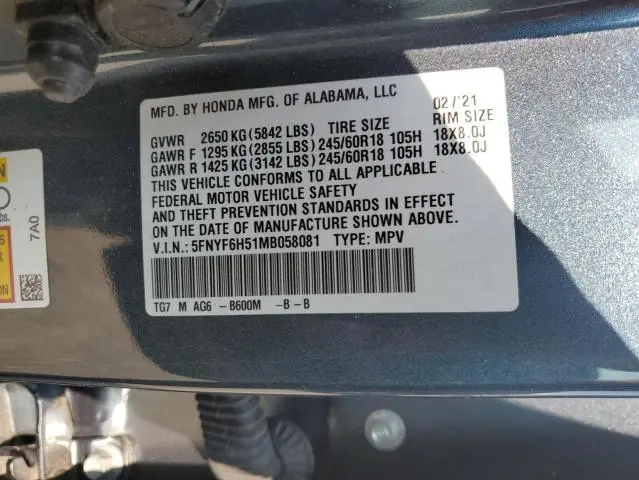 MFD. BY HONDA MFG. OF ALABAMA, LLC 02 /'21
GVWR 2650 KG (5842 LBS) TIRE SIZE RIM SIZE
GAWR F 1295 KG (2855 LBS) 245/60R18 105H 18X8.0J
GAWR R 1425 KG (3142 LBS) 245/60R18 105H 18X8.0J
THIS VEHICLE CONFORMS TO ALL APPLICABLE
FEDERAL MOTOR VEHICLE SAFETY
AND THEFT PREVENTION STANDARDS IN EFFECT
ON THE DATE OF MANUFACTURE SHOWN ABOVE.
V.I.N.: 5FNYF6H51MB058081 TYPE: MPV
TG7 M AG6 -B600M -B-B
7A0
bs.